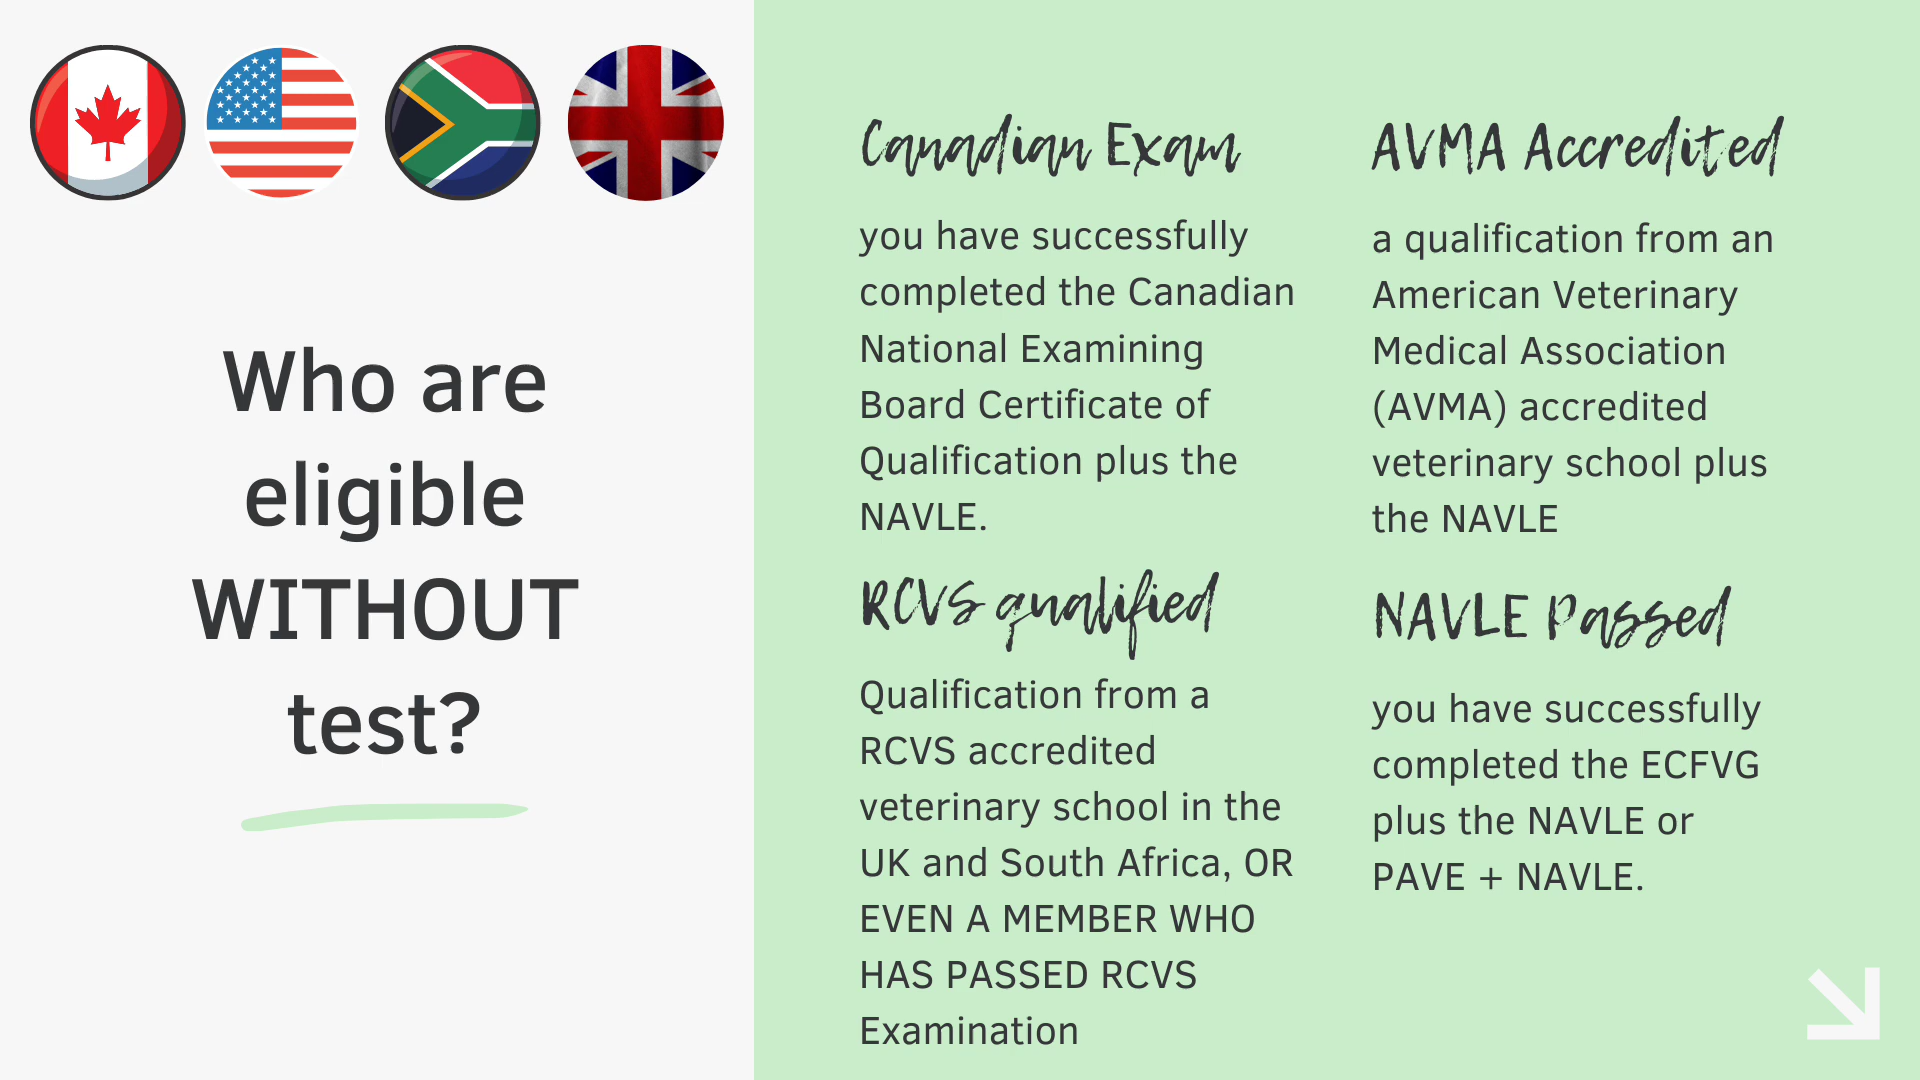 Who are
eligible
WITHOUT
test?
Canadian Exam
you have successfully
completed the Canadian
National Examining
Board Certificate of
Qualification plus the
NAVLE.
RCVS qualified
Qualification from a
RCVS accredited
veterinary school in the
UK and South Africa, OR
EVEN A MEMBER WHO
HAS PASSED RCVS
Examination
AVMA Accredited
a qualification from an
American Veterinary
Medical Association
(AVMA) accredited
veterinary school plus
the NAVLE
NAVLE Passed
you have successfully
completed the ECFVG
plus the NAVLE or
PAVE + NAVLE.